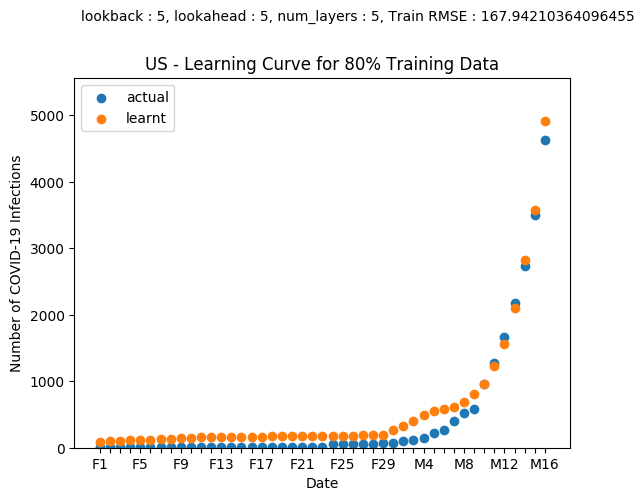 lookback : 5, lookahead : 5, num_layers : 5, Train RMSE : 167.94210364096455
US - Learning Curve for 80% Training Data
actual
learnt
Number of COVID-19 Infections
5000
4000
3000
2000
1000
0
F1 F5 F9 F13 F17 F21 F25 F29 M4 M8 M12 M16
Date